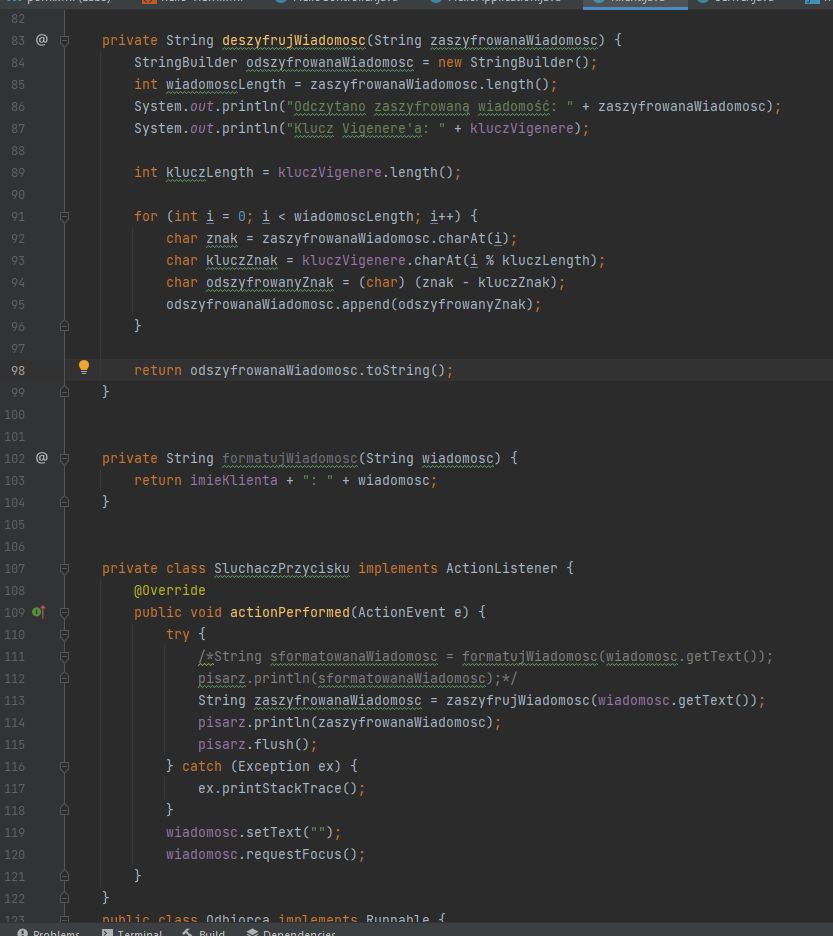 82
83 @ private String deszyfrujWiadomosc(String zaszyfrowanaWiadomosc) {
84 StringBuilder odszyfrowanaWiadomosc = new StringBuilder();
85 int wiadomoscLength = zaszyfrowanaWiadomosc.length();
86 System.out.println("Odczytano zaszyfrowaną wiadomość: " + zaszyfrowanaWiadomosc);
87 System.out.println("Klucz Vigenere'a: " + kluczVigenere);
88
89 int kluczLength = kluczVigenere.length();
90
91 for (int i = 0; i < wiadomoscLength; i++) {
92 char znak = zaszyfrowanaWiadomosc.charAt(i);
93 char kluczZnak = kluczVigenere.charAt(i % kluczLength);
94 char odszyfrowanyZnak = (char) (znak - kluczZnak);
95 odszyfrowanaWiadomosc.append(odszyfrowanyZnak);
96 }
97
98 return odszyfrowanaWiadomosc.toString();
99 }
100
101
102 @ private String formatujWiadomosc(String wiadomosc) {
103 return imieKlienta + ": " + wiadomosc;
104 }
105
106
107 private class SluchaczPrzycisku implements ActionListener {
108 @Override
109 public void actionPerformed(ActionEvent e) {
110 try {
111 /*String sformatowanaWiadomosc = formatujWiadomosc(wiadomosc.getText());
112 pisarz.println(sformatowanaWiadomosc);*/
113 String zaszyfrowanaWiadomosc = zaszyfrujWiadomosc(wiadomosc.getText());
114 pisarz.println(zaszyfrowanaWiadomosc);
115 pisarz.flush();
116 } catch (Exception ex) {
117 ex.printStackTrace();
118 }
119 wiadomosc.setText("");
120 wiadomosc.requestFocus();
121 }
122 }
123 public class Odbiorca implements Runnable {
Problems Terminal Build Dependencies